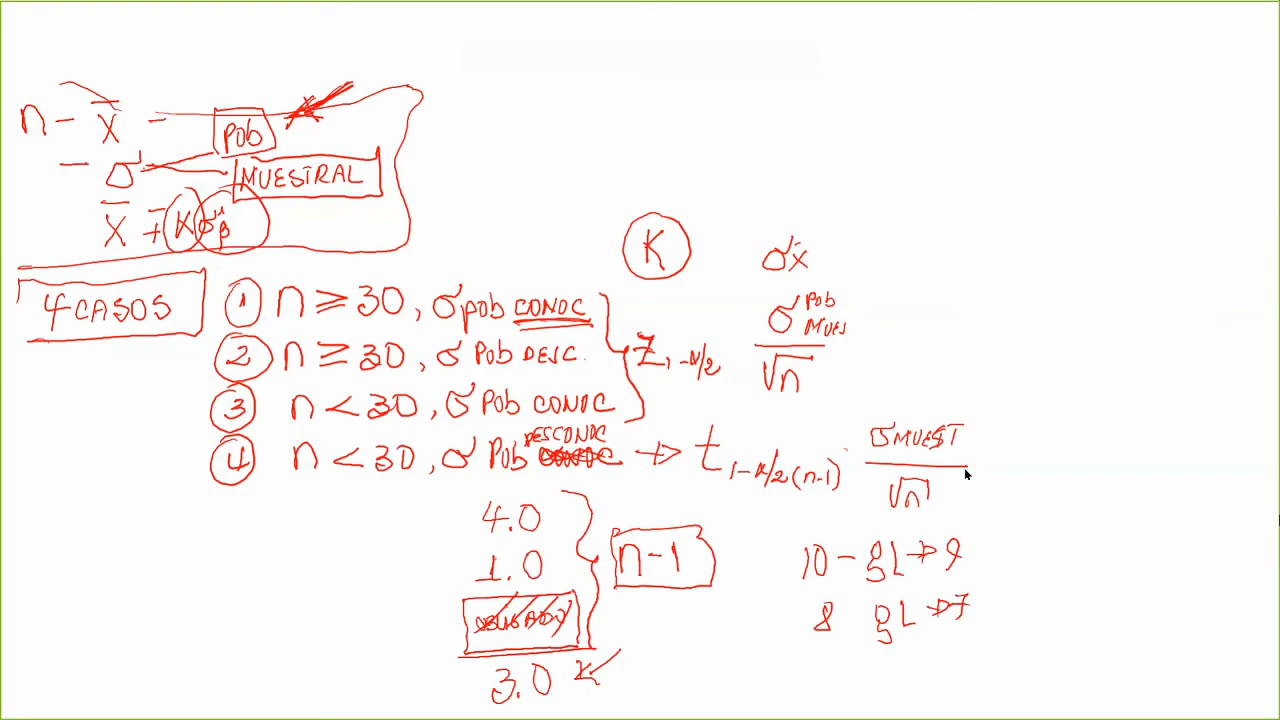 n - X̄ - POB
- σ MUESTRAL
X̄ ∓ K σ̂β
K σx̄
4 CASOS
① n ≥ 30, σ pob CONOC
② n ≥ 30, σ Pob DESC.
③ n < 30, σ Pob CONOC
Z 1-α/2
σ POB MUES / √n
④ n < 30, σ Pob DESCONOC → t 1-α/2 (n-1) σ MUEST / √n
4.0
1.0
n-1
3.0
10 - gL → 9
8 gL → 7